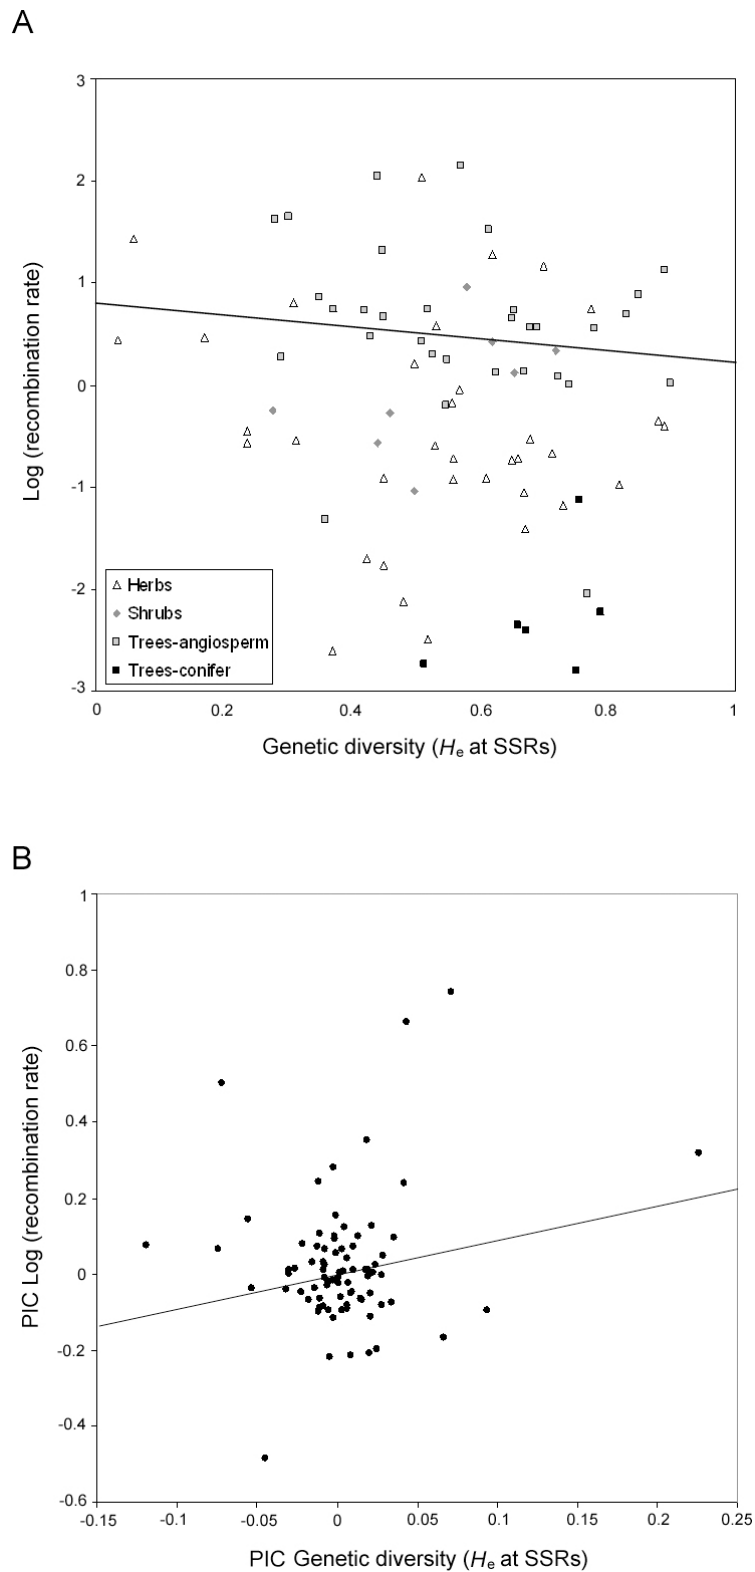 A
3
2
1
0
-1
-2
-3
Log (recombination rate)
Herbs
Shrubs
Trees-angiosperm
Trees-conifer
0 0.2 0.4 0.6 0.8 1
Genetic diversity (He at SSRs)
B
1
0.8
0.6
0.4
0.2
0
-0.2
-0.4
-0.6
PIC Log (recombination rate)
-0.15 -0.1 -0.05 0 0.05 0.1 0.15 0.2 0.25
PIC Genetic diversity (He at SSRs)